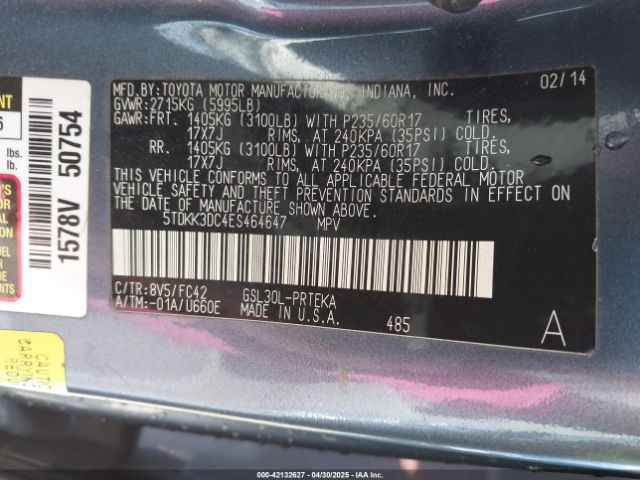 MFD. BY: TOYOTA MOTOR MANUFACTURING, INDIANA, INC. 02/14
GVWR: 2715KG (5995LB)
GAWR: FRT. 1405KG (3100LB) WITH P235/60R17 TIRES,
17X7J RIMS, AT 240KPA (35PSI) COLD.
RR. 1405KG (3100LB) WITH P235/60R17 TIRES,
17X7J RIMS, AT 240KPA (35PSI) COLD.
THIS VEHICLE CONFORMS TO ALL APPLICABLE FEDERAL MOTOR
VEHICLE SAFETY AND THEFT PREVENTION STANDARDS IN EFFECT ON
THE DATE OF MANUFACTURE SHOWN ABOVE.
5TDKK3DC4ES464647 MPV
C/TR: 8V5/FC42 GSL30L-PRTEKA
A/TM: -01A/U660E MADE IN U.S.A. 485 A
1578V 50754
lbs.
lb.
000-42132627 - 04/30/2025 - www.iaai.com